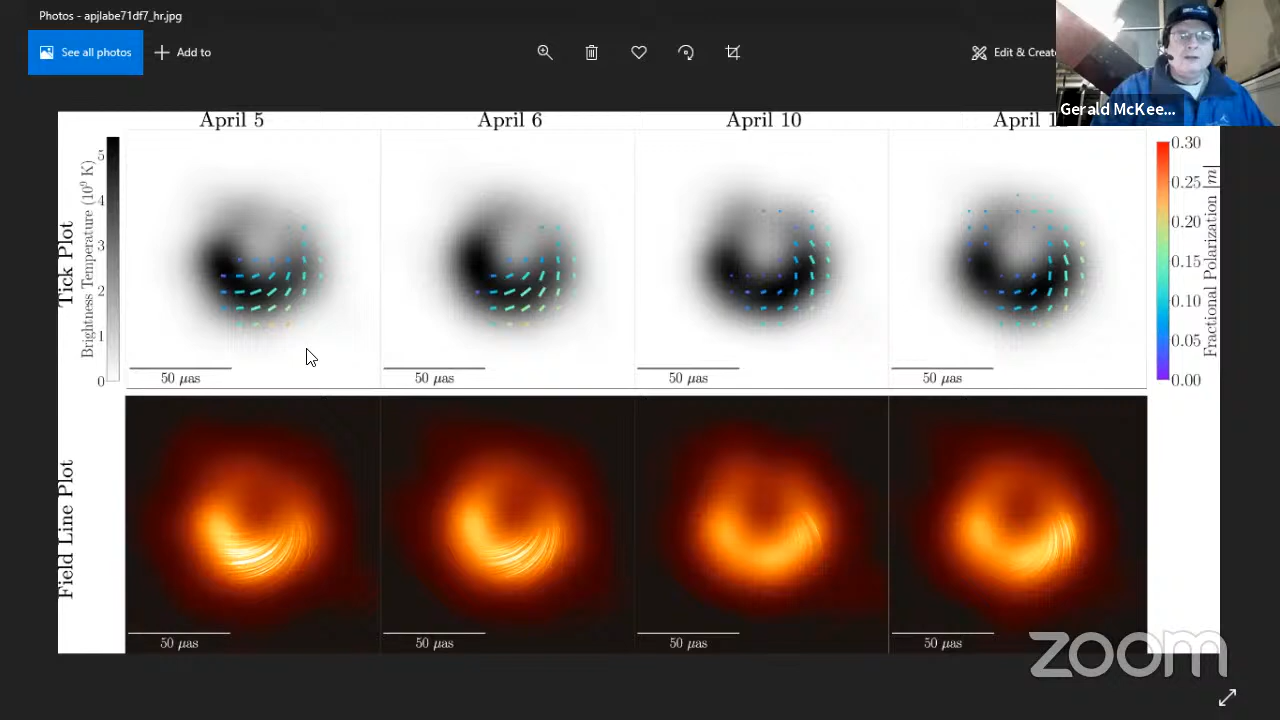 Photos - apjlabe71df7_hr.jpg
See all photos
Add to
Edit & Create
Gerald McKee...
April 5
April 6
April 10
April 1
Tick Plot
Brightness Temperature (10⁹ K)
5
4
3
2
1
0
50 μas
50 μas
50 μas
50 μas
0.30
0.25
0.20
0.15
0.10
0.05
0.00
Fractional Polarization |m|
Field Line Plot
50 μas
50 μas
50 μas
50 μas
zoom